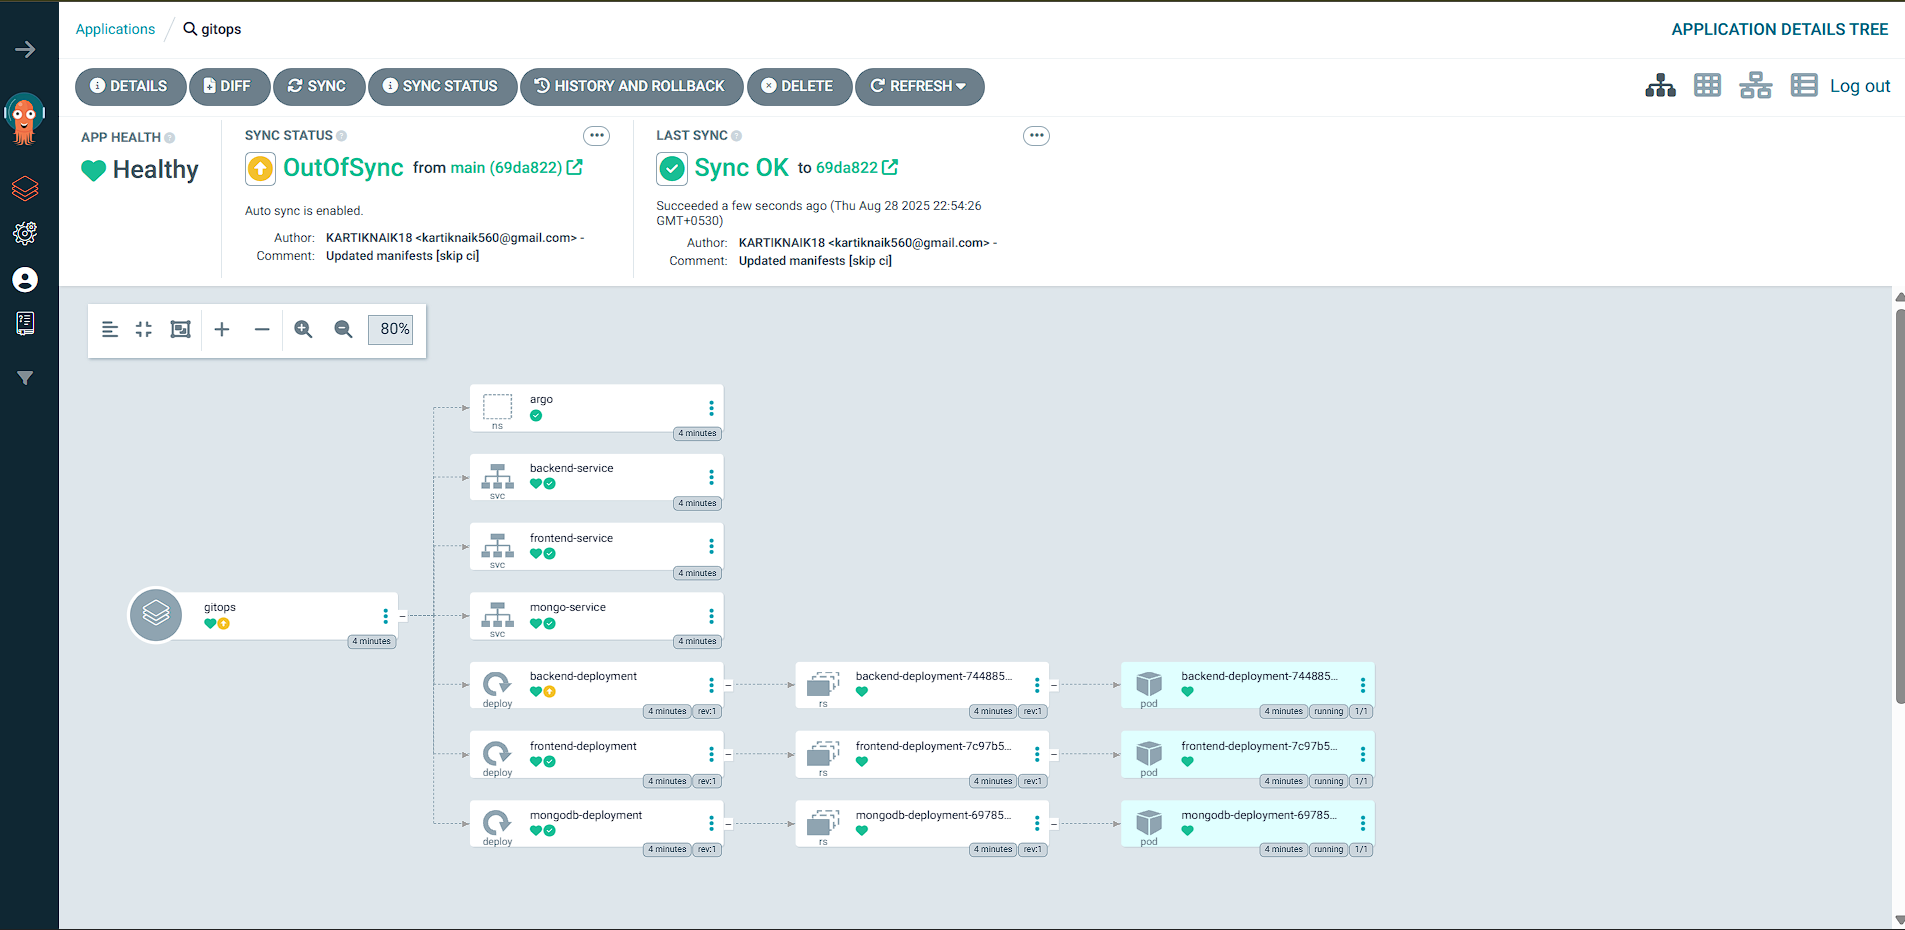 Applications
gitops
APPLICATION DETAILS TREE
DETAILS
DIFF
SYNC
SYNC STATUS
HISTORY AND ROLLBACK
DELETE
REFRESH
Log out
APP HEALTH
Healthy
SYNC STATUS
OutOfSync from main (69da822)
Auto sync is enabled.
Author: KARTIKNAIK18 <kartiknaik560@gmail.com> -
Comment: Updated manifests [skip ci]
LAST SYNC
Sync OK to 69da822
Succeeded a few seconds ago (Thu Aug 28 2025 22:54:26
GMT+0530)
Author: KARTIKNAIK18 <kartiknaik560@gmail.com> -
Comment: Updated manifests [skip ci]
80%
argo
ns
4 minutes
backend-service
svc
4 minutes
frontend-service
svc
4 minutes
gitops
4 minutes
mongo-service
svc
4 minutes
backend-deployment
deploy
4 minutes rev:1
backend-deployment-744885...
rs
4 minutes rev:1
backend-deployment-744885...
pod
4 minutes running 1/1
frontend-deployment
deploy
4 minutes rev:1
frontend-deployment-7c97b5...
rs
4 minutes rev:1
frontend-deployment-7c97b5...
pod
4 minutes running 1/1
mongodb-deployment
deploy
4 minutes rev:1
mongodb-deployment-69785...
rs
4 minutes rev:1
mongodb-deployment-69785...
pod
4 minutes running 1/1